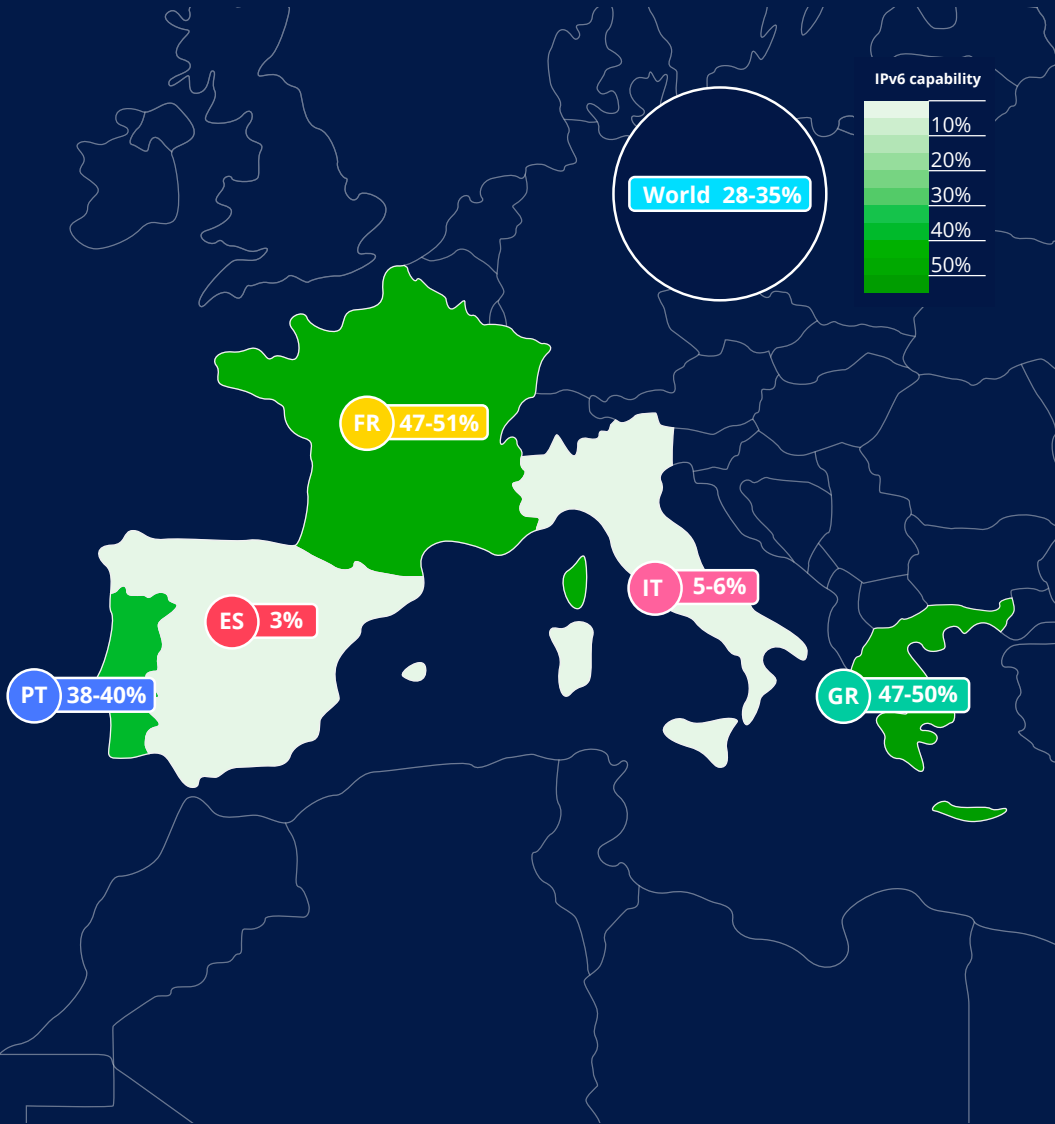 IPv6 capability
10%
20%
30%
40%
50%
World 28-35%
FR 47-51%
IT 5-6%
ES 3%
PT 38-40%
GR 47-50%